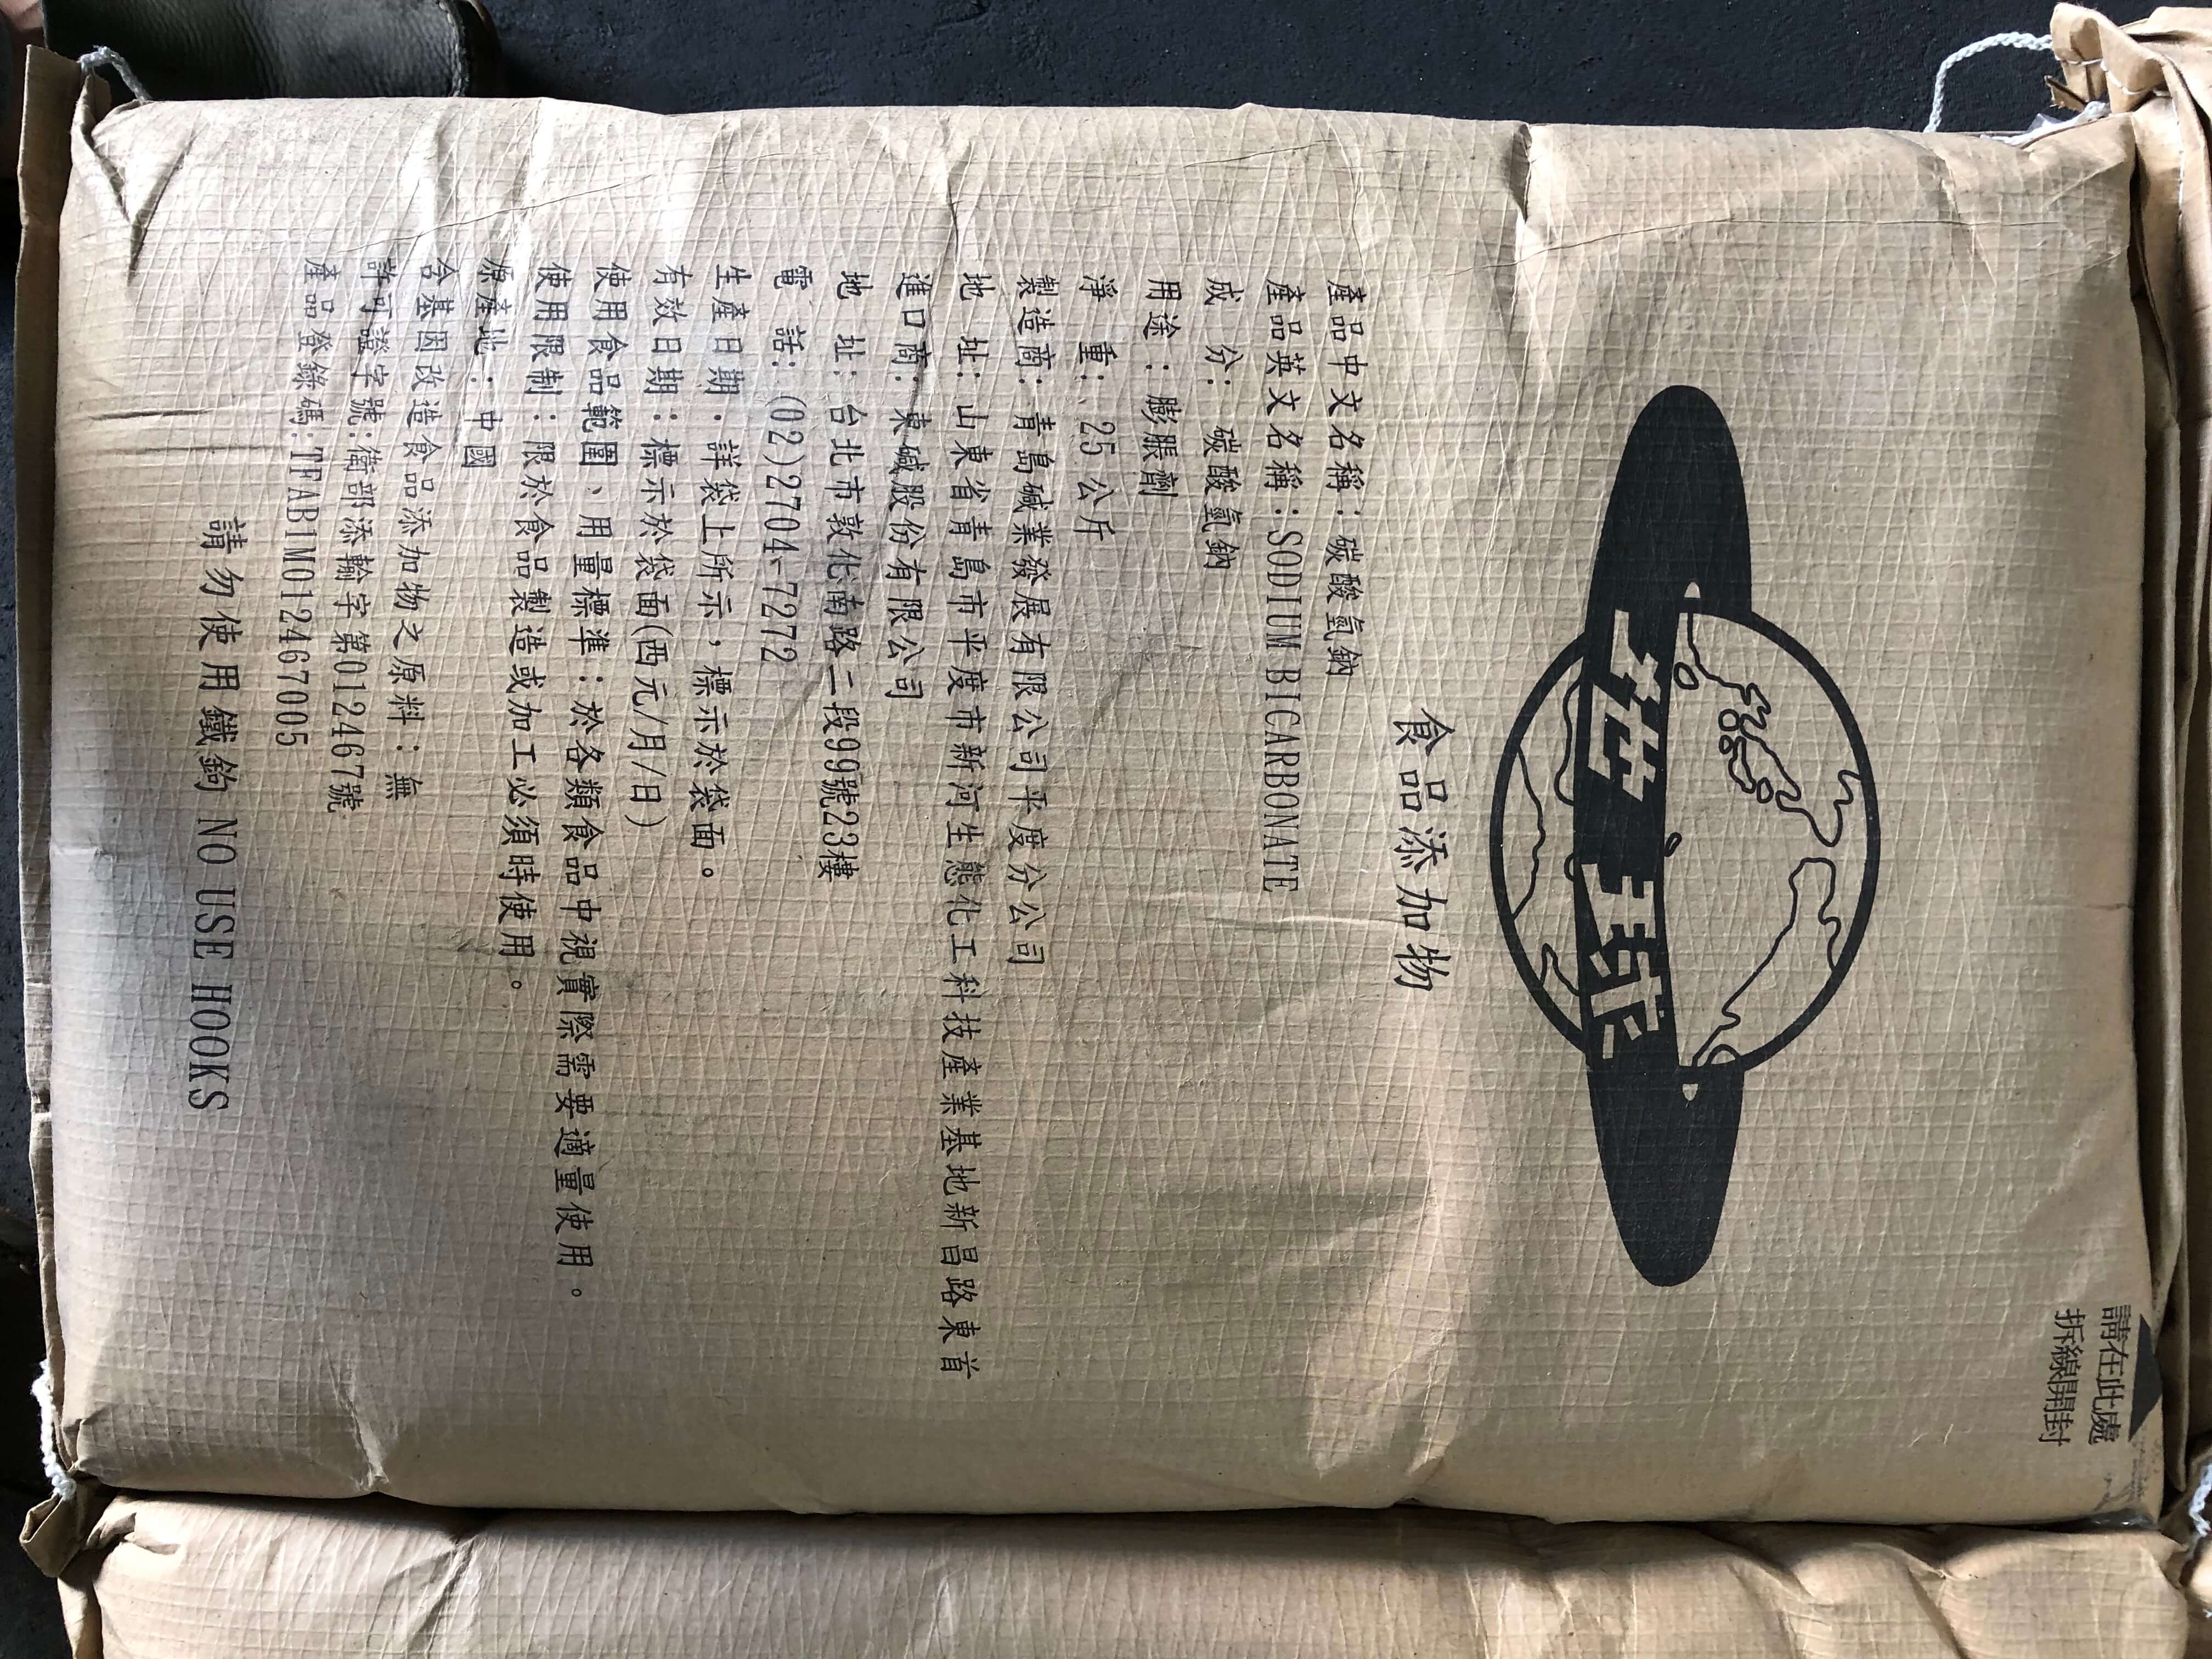 請在此處
拆線開封
地球
食品添加物
產品中文名稱：碳酸氫鈉
產品英文名稱：SODIUM BICARBONATE
成 分：碳酸氫鈉
用途：膨脹劑
淨 重：25公斤
製造商：青島碱業發展有限公司平度分公司
地 址：山東省青島市平度市新河生態化工科技產業基地新昌路東首
進口商：東碱股份有限公司
地 址：台北市敦化南路二段99號23樓
電 話：(02)2704-7272
生產日期：詳袋上所示，標示於袋面。
有效日期：標示於袋面(西元/月/日)
使用食品範圍、用量標準：於各類食品中視實際需要適量使用。
使用限制：限於食品製造或加工必須時使用。
原產地：中國
含基因改造食品添加物之原料：無
許可證字號:衛部添輸字第012467號
產品登錄碼:TFAB1M012467005
請勿使用鐵鉤 NO USE HOOKS